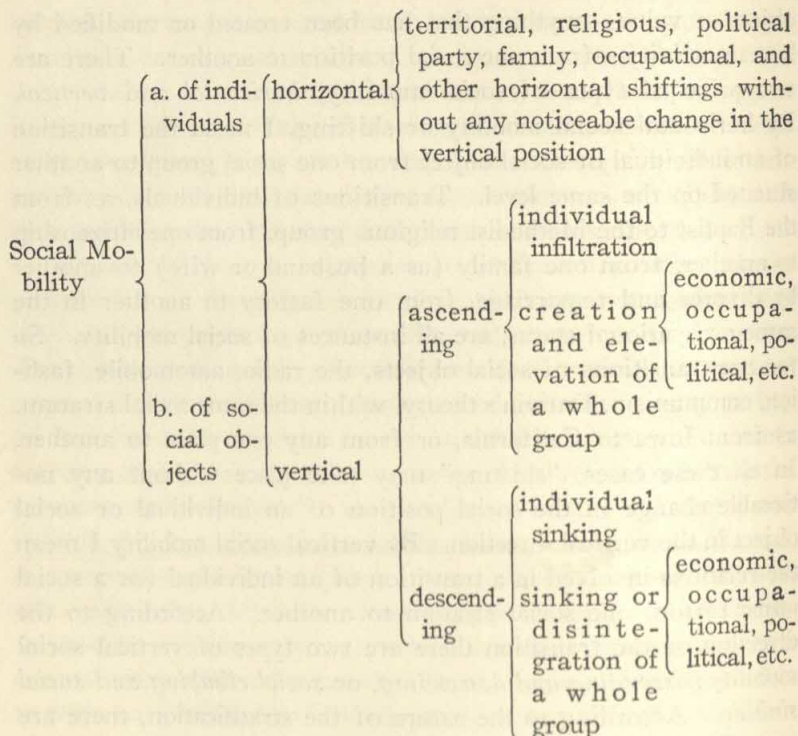 Social Mo-
bility
a. of indi-
viduals
b. of so-
cial ob-
jects
horizontal
territorial, religious, political
party, family, occupational, and
other horizontal shiftings with-
out any noticeable change in the
vertical position
vertical
ascend-
ing
individual
infiltration
creation
and ele-
vation of
a whole
group
economic,
occupa-
tional, po-
litical, etc.
descend-
ing
individual
sinking
sinking or
disinte-
gration of
a whole
group
economic,
occupa-
tional, po-
litical, etc.